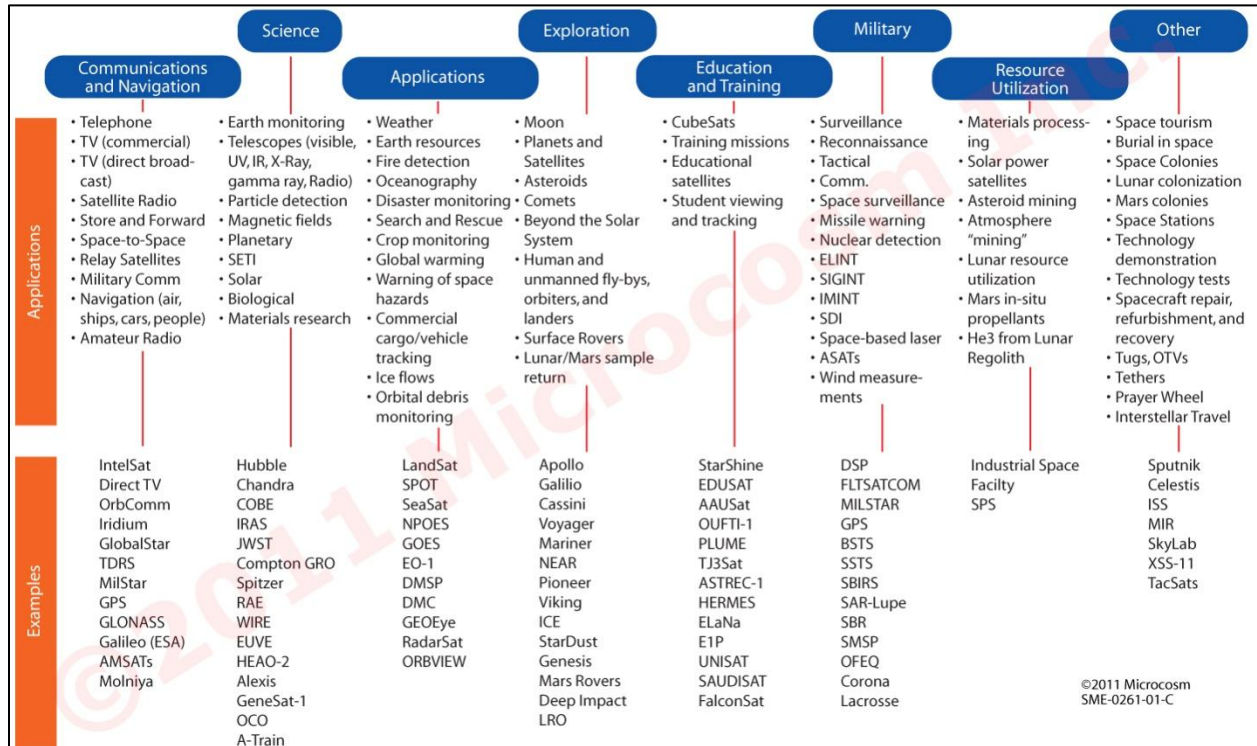 Science
Exploration
Military
Other
Communications
and Navigation
Applications
Education
and Training
Resource
Utilization
Applications
• Telephone
• TV (commercial)
• TV (direct broad-
cast)
• Satellite Radio
• Store and Forward
• Space-to-Space
• Relay Satellites
• Military Comm
• Navigation (air,
ships, cars, people)
• Amateur Radio
• Earth monitoring
• Telescopes (visible,
UV, IR, X-Ray,
gamma ray, Radio)
• Particle detection
• Magnetic fields
• Planetary
• SETI
• Solar
• Biological
• Materials research
• Weather
• Earth resources
• Fire detection
• Oceanography
• Disaster monitoring
• Search and Rescue
• Crop monitoring
• Global warming
• Warning of space
hazards
• Commercial
cargo/vehicle
tracking
• Ice flows
• Orbital debris
monitoring
• Moon
• Planets and
Satellites
• Asteroids
• Comets
• Beyond the Solar
System
• Human and
unmanned fly-bys,
orbiters, and
landers
• Surface Rovers
• Lunar/Mars sample
return
• CubeSats
• Training missions
• Educational
satellites
• Student viewing
and tracking
• Surveillance
• Reconnaissance
• Tactical
• Comm.
• Space surveillance
• Missile warning
• Nuclear detection
• ELINT
• SIGINT
• IMINT
• SDI
• Space-based laser
• ASATs
• Wind measure-
ments
• Materials process-
ing
• Solar power
satellites
• Asteroid mining
• Atmosphere
“mining”
• Lunar resource
utilization
• Mars in-situ
propellants
• He3 from Lunar
Regolith
• Space tourism
• Burial in space
• Space Colonies
• Lunar colonization
• Mars colonies
• Space Stations
• Technology
demonstration
• Technology tests
• Spacecraft repair,
refurbishment, and
recovery
• Tugs, OTVs
• Tethers
• Prayer Wheel
• Interstellar Travel
Examples
IntelSat
Direct TV
OrbComm
Iridium
GlobalStar
TDRS
MilStar
GPS
GLONASS
Galileo (ESA)
AMSATs
Molniya
Hubble
Chandra
COBE
IRAS
JWST
Compton GRO
Spitzer
RAE
WIRE
EUVE
HEAO-2
Alexis
GeneSat-1
OCO
A-Train
LandSat
SPOT
SeaSat
NPOES
GOES
EO-1
DMSP
DMC
GEOEye
RadarSat
ORBVIEW
Apollo
Galilio
Cassini
Voyager
Mariner
NEAR
Pioneer
Viking
ICE
StarDust
Genesis
Mars Rovers
Deep Impact
LRO
StarShine
EDUSAT
AAUSat
OUFTI-1
PLUME
TJ3Sat
ASTREC-1
HERMES
ELaNa
E1P
UNISAT
SAUDISAT
FalconSat
DSP
FLTSATCOM
MILSTAR
GPS
BSTS
SSTS
SBIRS
SAR-Lupe
SBR
SMSP
OFEQ
Corona
Lacrosse
Industrial Space
Facilty
SPS
Sputnik
Celestis
ISS
MIR
SkyLab
XSS-11
TacSats
©2011 Microcosm
SME-0261-01-C
©2011 Microcosm Inc.